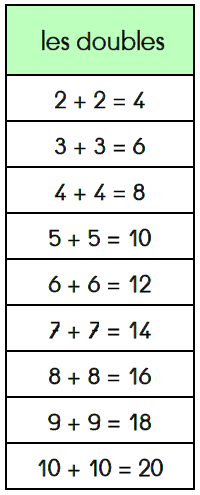 les doubles
2 + 2 = 4
3 + 3 = 6
4 + 4 = 8
5 + 5 = 10
6 + 6 = 12
7 + 7 = 14
8 + 8 = 16
9 + 9 = 18
10 + 10 = 20